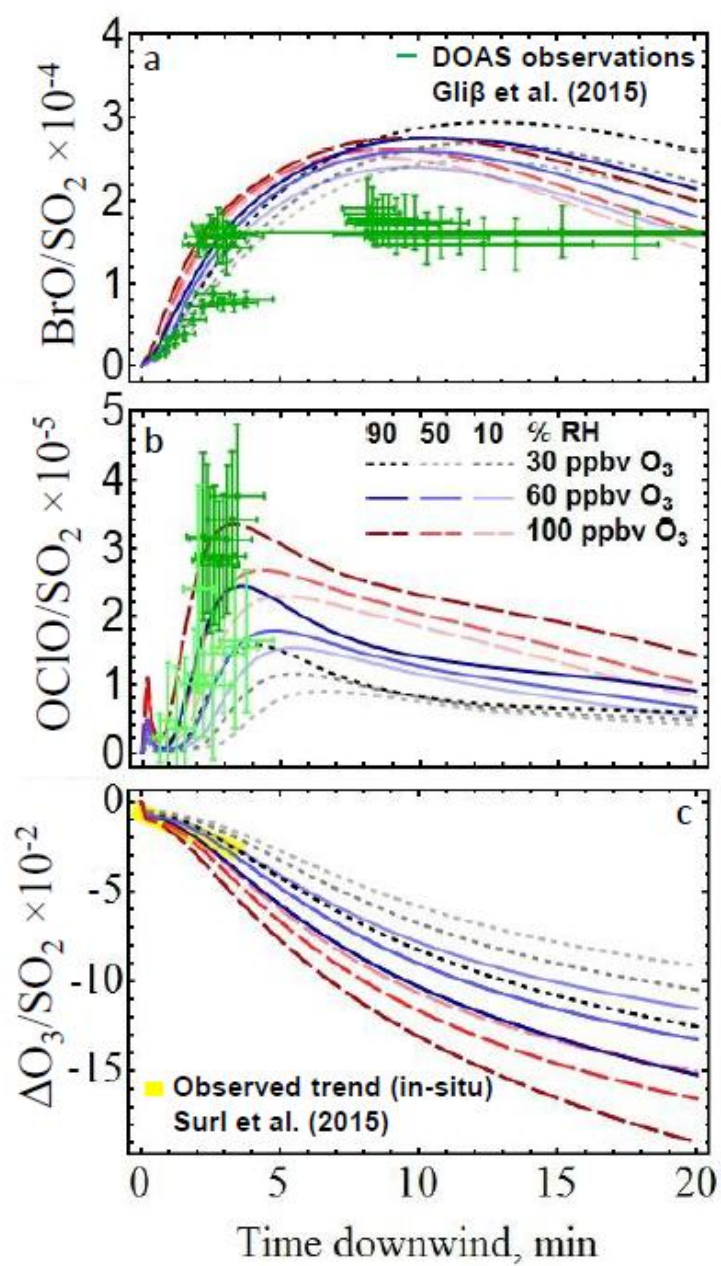 a
DOAS observations
Gliβ et al. (2015)
BrO/SO₂ ×10⁻⁴
4
3
2
1
0
b
90 50 10 % RH
30 ppbv O₃
60 ppbv O₃
100 ppbv O₃
OClO/SO₂ ×10⁻⁵
5
4
3
2
1
0
c
ΔO₃/SO₂ ×10⁻²
0
-5
-10
-15
Observed trend (in-situ)
Surl et al. (2015)
0 5 10 15 20
Time downwind, min